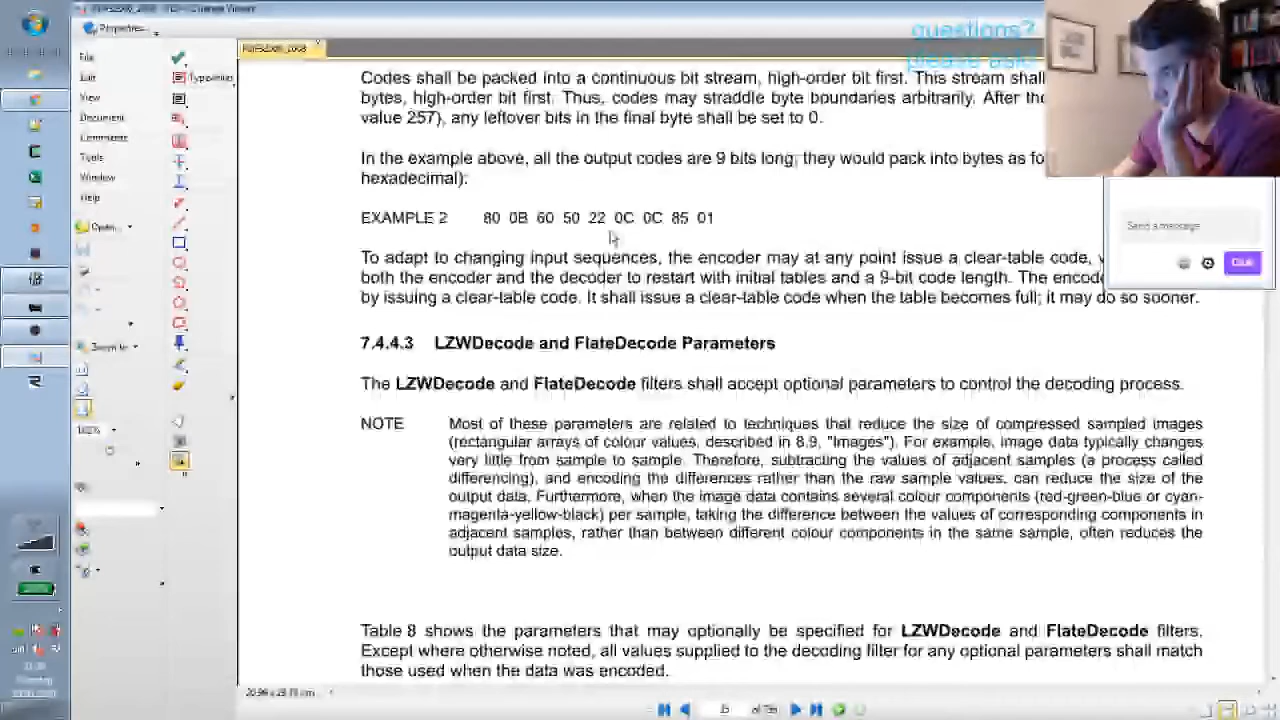 Properties...
questions?
please ask!
File
Edit
View
Document
Comments
Tools
Window
Help
Open...
Zoom In
Codes shall be packed into a continuous bit stream, high-order bit first. This stream shall
bytes, high-order bit first. Thus, codes may straddle byte boundaries arbitrarily. After the
value 257), any leftover bits in the final byte shall be set to 0.
In the example above, all the output codes are 9 bits long; they would pack into bytes as fo
hexadecimal):
EXAMPLE 2 80 0B 60 50 22 0C 0C 85 01
Send a message
Chat
To adapt to changing input sequences, the encoder may at any point issue a clear-table code,
both the encoder and the decoder to restart with initial tables and a 9-bit code length. The encode
by issuing a clear-table code. It shall issue a clear-table code when the table becomes full; it may do so sooner.
7.4.4.3 LZWDecode and FlateDecode Parameters
The LZWDecode and FlateDecode filters shall accept optional parameters to control the decoding process.
NOTE Most of these parameters are related to techniques that reduce the size of compressed sampled images
(rectangular arrays of colour values, described in 8.9, "Images"). For example, image data typically changes
very little from sample to sample. Therefore, subtracting the values of adjacent samples (a process called
differencing), and encoding the differences rather than the raw sample values, can reduce the size of the
output data. Furthermore, when the image data contains several colour components (red-green-blue or cyan-
magenta-yellow-black) per sample, taking the difference between the values of corresponding components in
adjacent samples, rather than between different colour components in the same sample, often reduces the
output data size.
Table 8 shows the parameters that may optionally be specified for LZWDecode and FlateDecode filters.
Except where otherwise noted, all values supplied to the decoding filter for any optional parameters shall match
those used when the data was encoded.